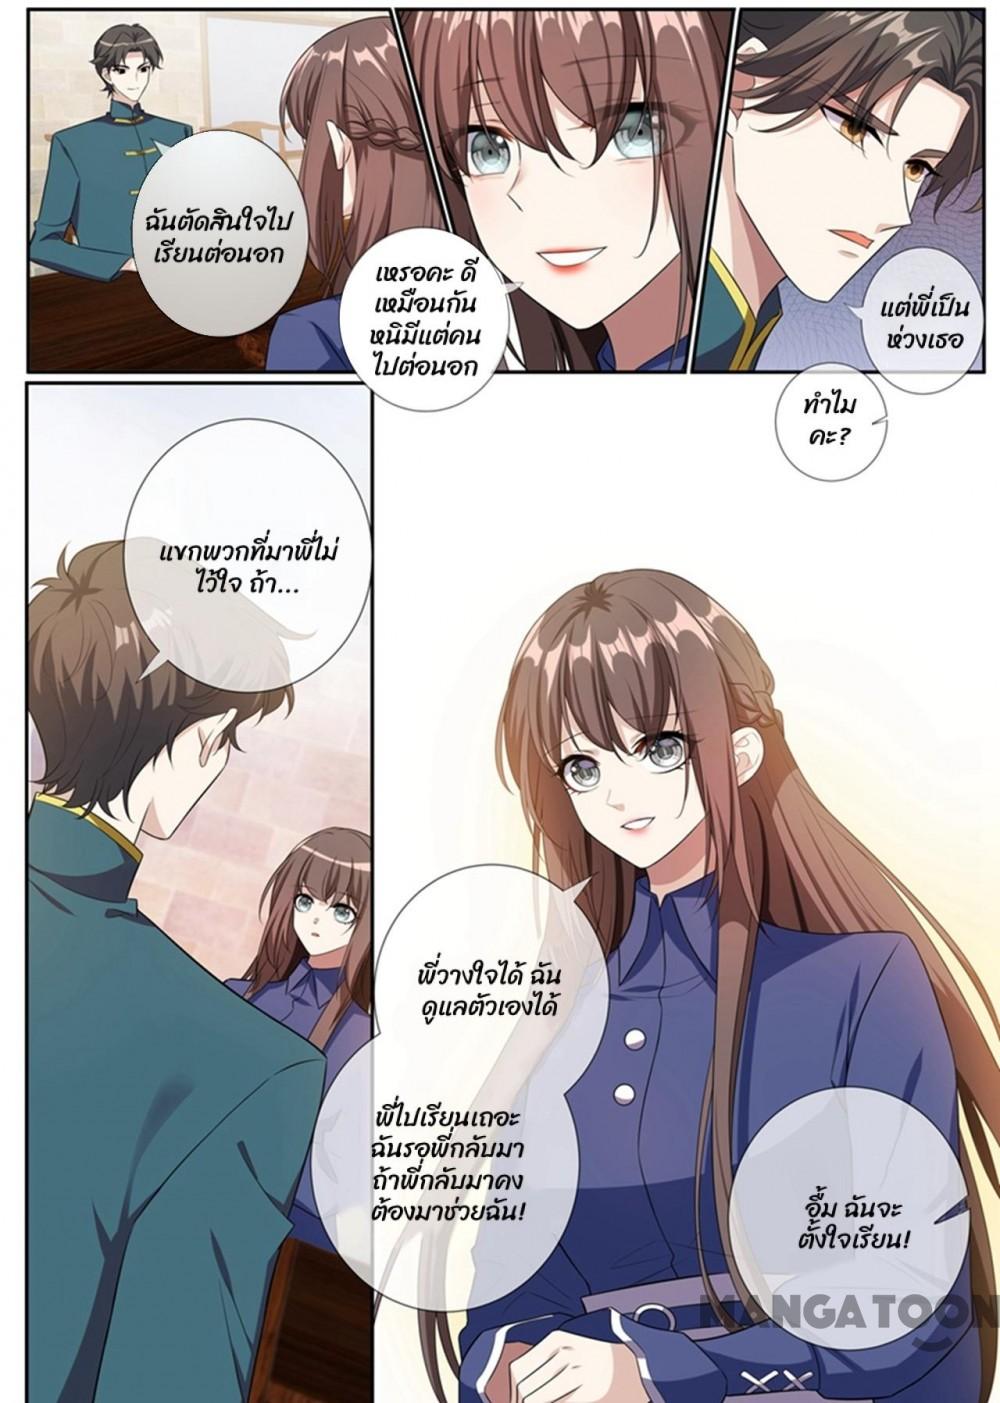 ฉันตัดสินใจไป
เรียนต่อนอก
เหรอคะ ดี
เหมือนกัน
หนิมีแต่คน
ไปต่อนอก
แต่พี่เป็น
ห่วงเธอ
ทำไม
คะ?
แขกพวกที่มาพี่ไม่
ไว้ใจ ถ้า...
พี่วางใจได้ ฉัน
ดูแลตัวเองได้
พี่ไปเรียนเถอะ
ฉันรอพี่กลับมา
ถ้าพี่กลับมาคง
ต้องมาช่วยฉัน!
อื้ม ฉันจะ
ตั้งใจเรียน!
MANGATOON